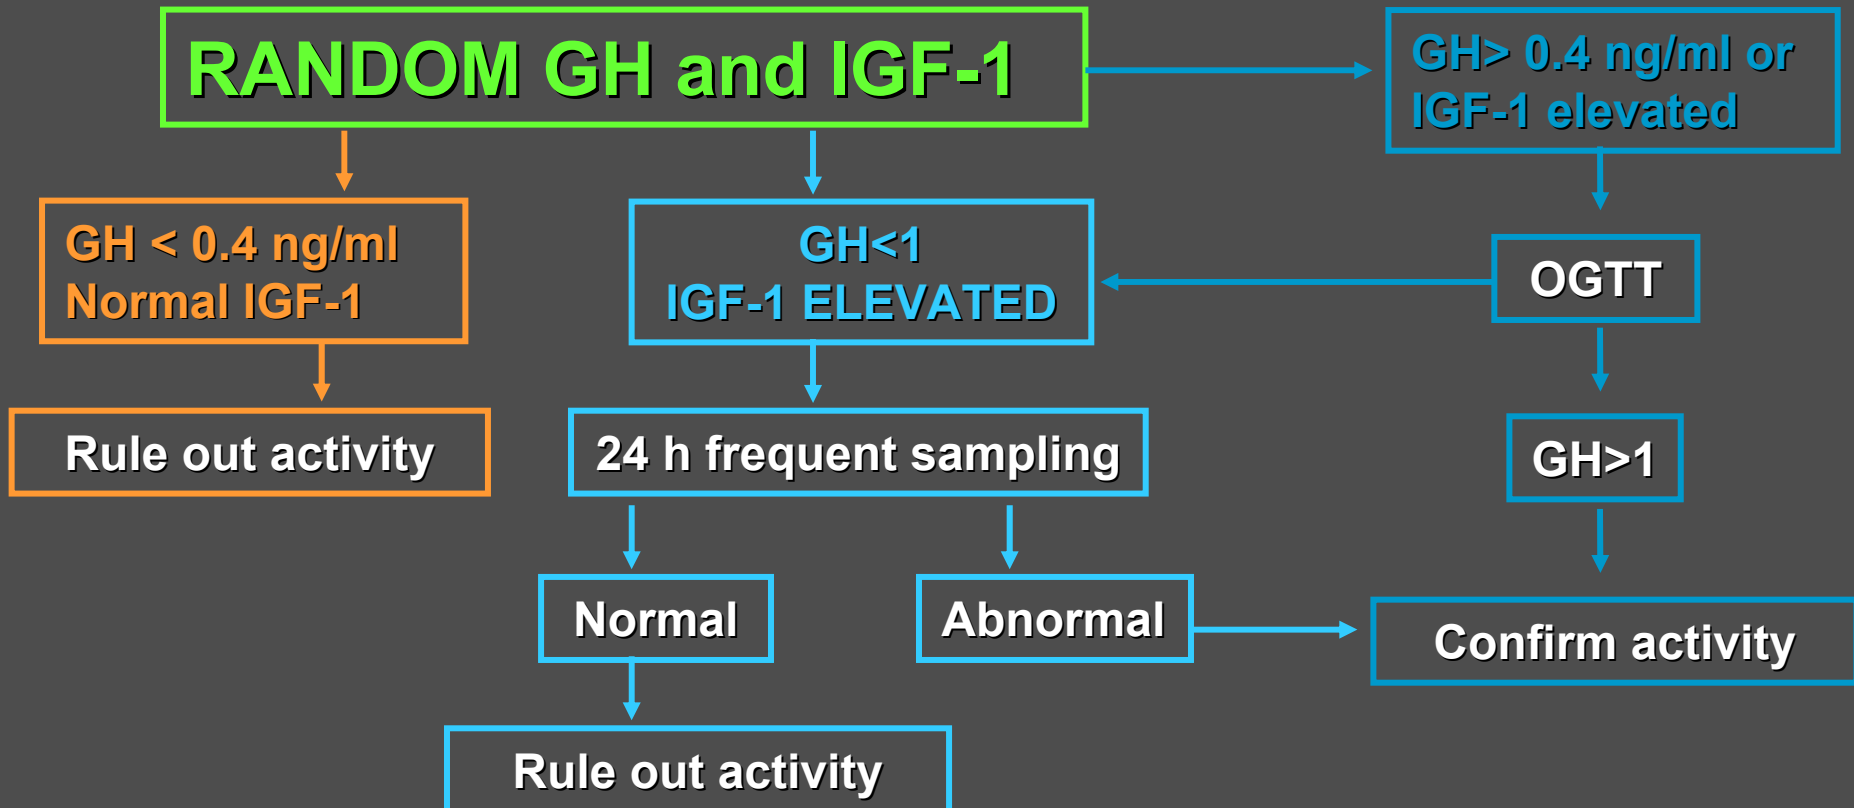 RANDOM GH and IGF-1
GH> 0.4 ng/ml or
IGF-1 elevated
GH < 0.4 ng/ml
Normal IGF-1
GH<1
IGF-1 ELEVATED
OGTT
Rule out activity
24 h frequent sampling
GH>1
Normal
Abnormal
Confirm activity
Rule out activity